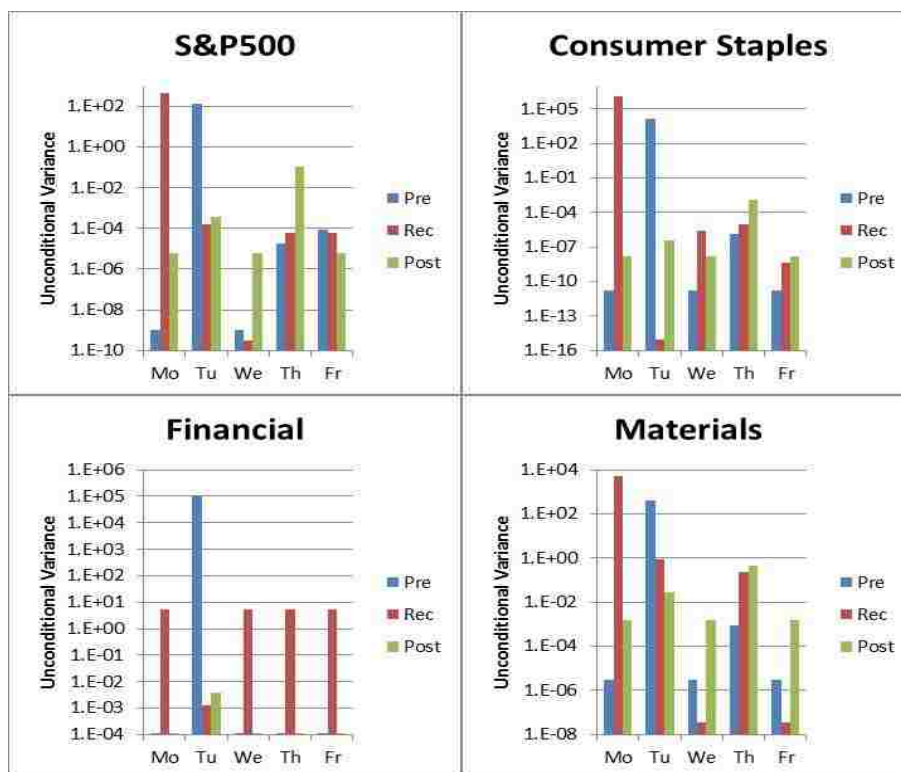 S&P500
Unconditional Variance
1.E+02
1.E+00
1.E-02
1.E-04
1.E-06
1.E-08
1.E-10
Mo Tu We Th Fr
Pre
Rec
Post
Consumer Staples
Unconditional Variance
1.E+05
1.E+02
1.E-01
1.E-04
1.E-07
1.E-10
1.E-13
1.E-16
Mo Tu We Th Fr
Pre
Rec
Post
Financial
Unconditional Variance
1.E+06
1.E+05
1.E+04
1.E+03
1.E+02
1.E+01
1.E+00
1.E-01
1.E-02
1.E-03
1.E-04
Mo Tu We Th Fr
Pre
Rec
Post
Materials
Unconditional Variance
1.E+04
1.E+02
1.E+00
1.E-02
1.E-04
1.E-06
1.E-08
Mo Tu We Th Fr
Pre
Rec
Post